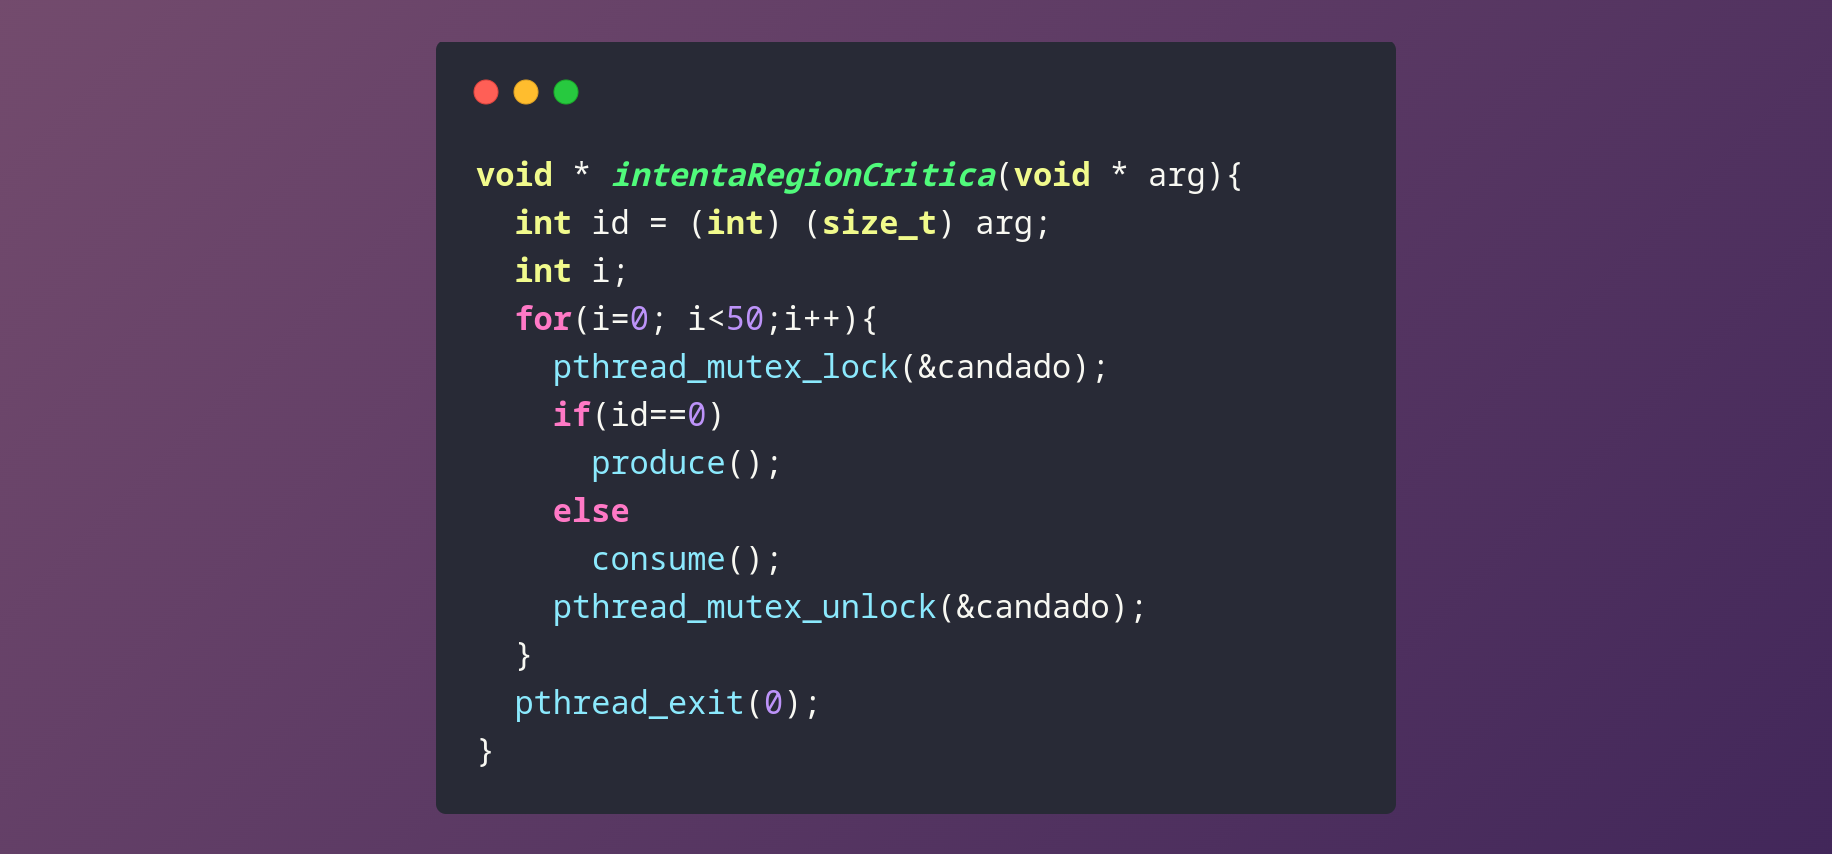 void * intentaRegionCritica(void * arg){
  int id = (int) (size_t) arg;
  int i;
  for(i=0; i<50;i++){
    pthread_mutex_lock(&candado);
    if(id==0)
      produce();
    else
      consume();
    pthread_mutex_unlock(&candado);
  }
  pthread_exit(0);
}